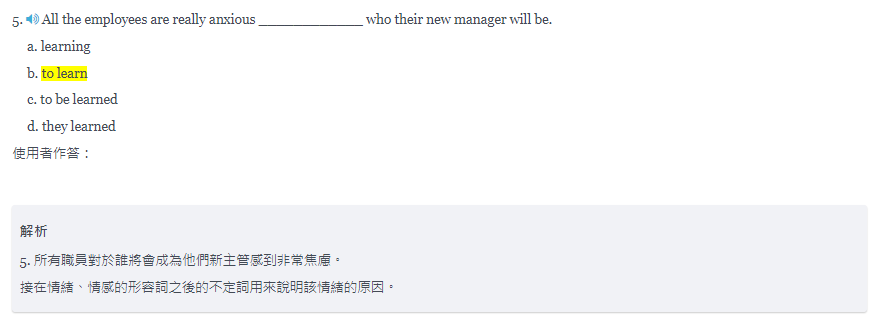 5. All the employees are really anxious ______________ who their new manager will be.
a. learning
b. to learn
c. to be learned
d. they learned
使用者作答：
解析
5. 所有職員對於誰將會成為他們新主管感到非常焦慮。
接在情緒、情感的形容詞之後的不定詞用來說明該情緒的原因。